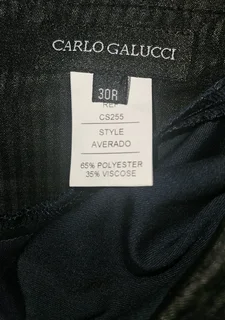 CARLO GALUCCI
30R
REF
CS255
STYLE
AVERADO
65% POLYESTER
35% VISCOSE